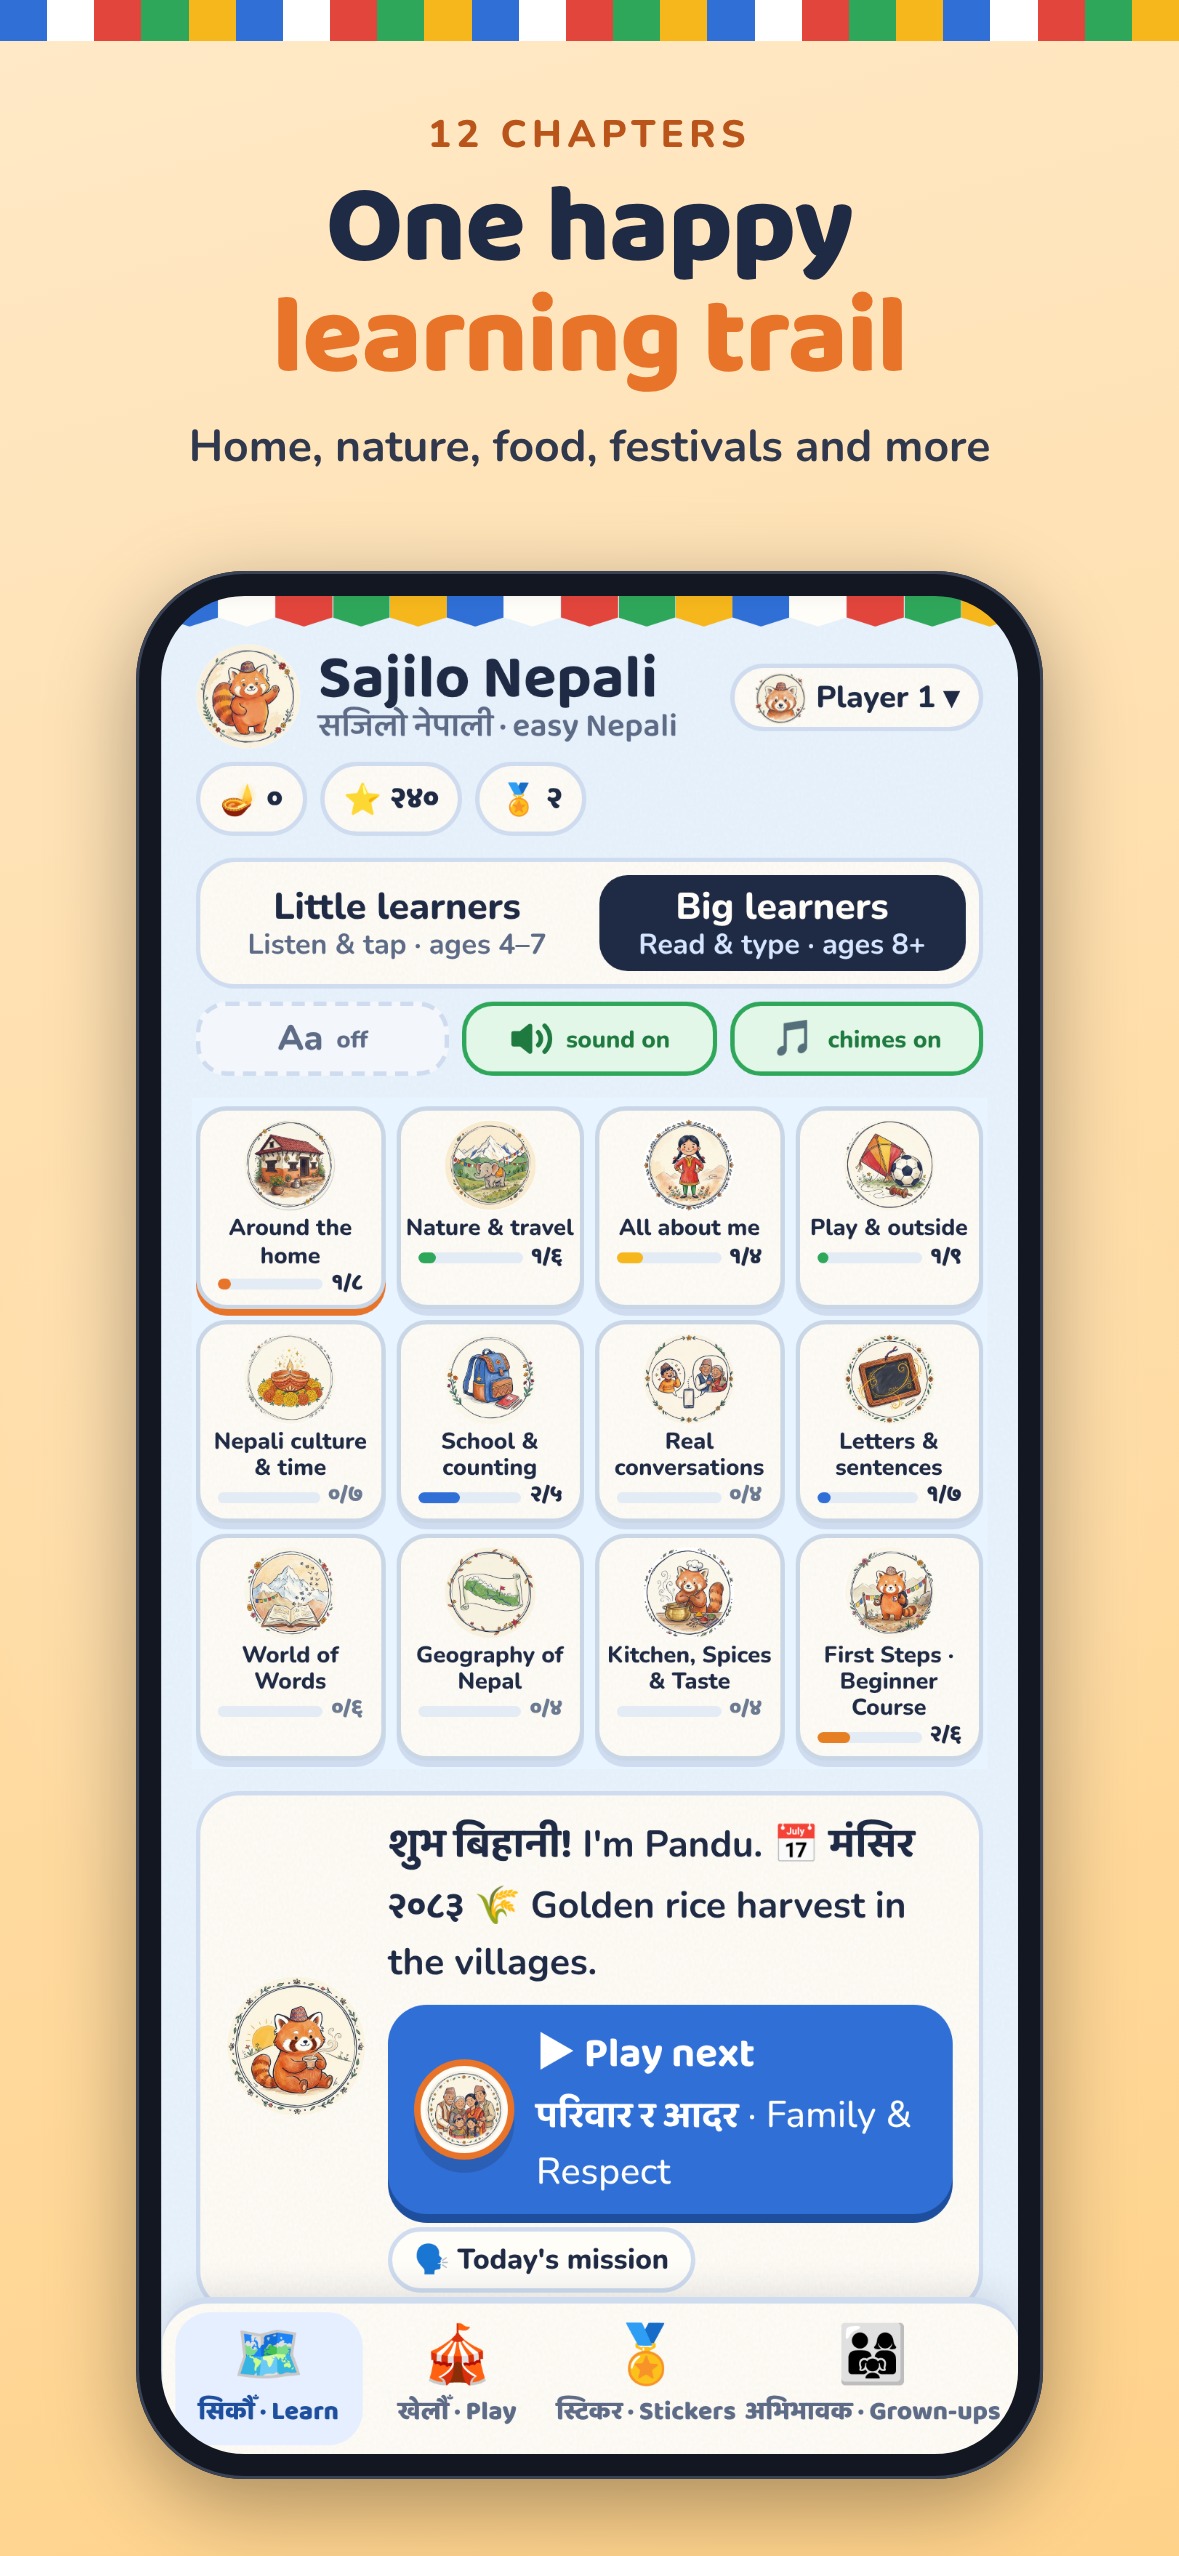 12 CHAPTERS
One happy
learning trail
Home, nature, food, festivals and more
Sajilo Nepali
सजिलो नेपाली · easy Nepali
Player 1 ▾
०
२४०
२
Little learners
Listen & tap · ages 4–7
Big learners
Read & type · ages 8+
Aa off
sound on
chimes on
Around the
home
१/८
Nature & travel
१/६
All about me
१/४
Play & outside
१/९
Nepali culture
& time
०/७
School &
counting
२/५
Real
conversations
०/४
Letters &
sentences
१/७
World of
Words
०/६
Geography of
Nepal
०/४
Kitchen, Spices
& Taste
०/४
First Steps ·
Beginner
Course
२/६
शुभ बिहानी! I'm Pandu. 📅 मंसिर
२०८३ 🌾 Golden rice harvest in
the villages.
▶ Play next
परिवार र आदर · Family &
Respect
Today's mission
सिकौँ · Learn
खेलौँ · Play
स्टिकर · Stickers
अभिभावक · Grown-ups